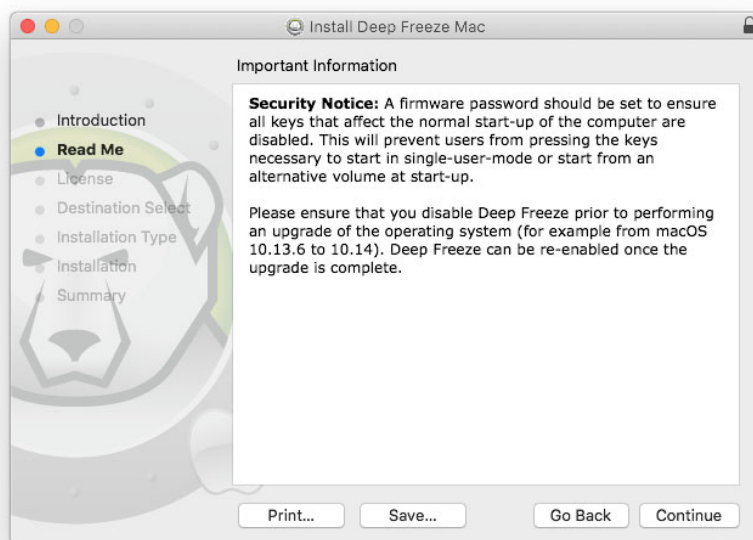 Install Deep Freeze Mac
Important Information
Introduction
Read Me
License
Destination Select
Installation Type
Installation
Summary
Security Notice: A firmware password should be set to ensure
all keys that affect the normal start-up of the computer are
disabled. This will prevent users from pressing the keys
necessary to start in single-user-mode or start from an
alternative volume at start-up.
Please ensure that you disable Deep Freeze prior to performing
an upgrade of the operating system (for example from macOS
10.13.6 to 10.14). Deep Freeze can be re-enabled once the
upgrade is complete.
Print...
Save...
Go Back
Continue